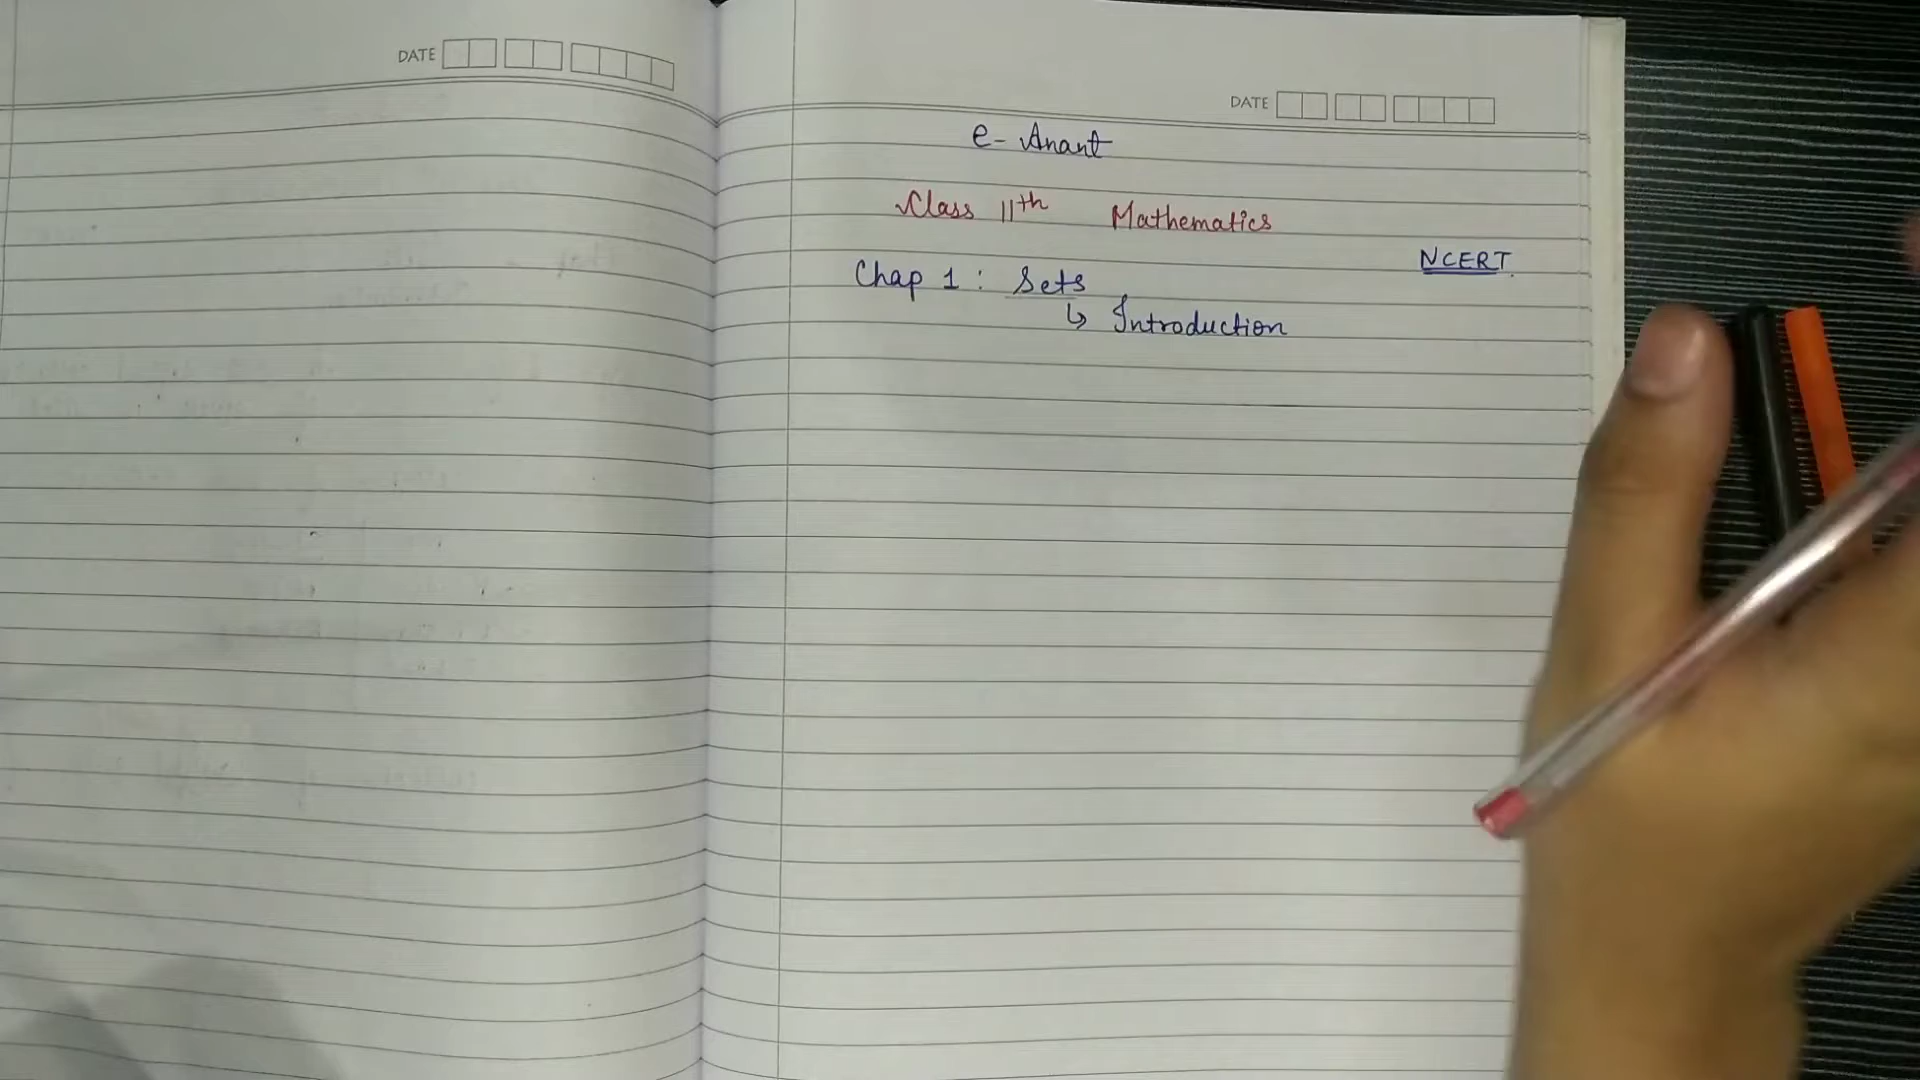 DATE
DATE
e- Anant
Class 11th Mathematics
NCERT.
Chap 1 : Sets
↳ Introduction